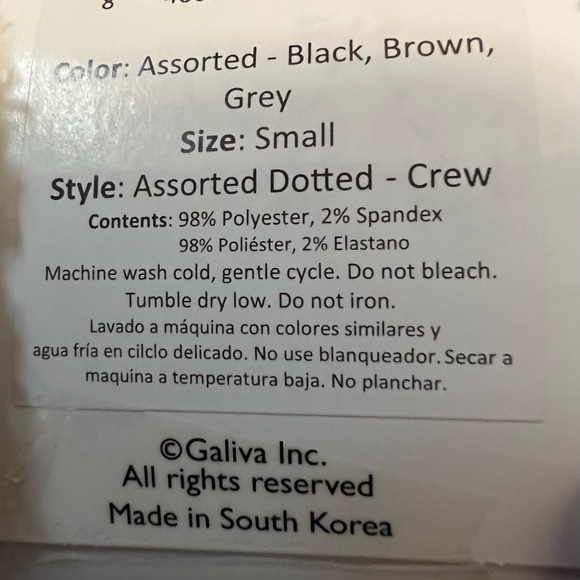 Color: Assorted - Black, Brown,
Grey
Size: Small
Style: Assorted Dotted - Crew
Contents: 98% Polyester, 2% Spandex
98% Poliéster, 2% Elastano
Machine wash cold, gentle cycle. Do not bleach.
Tumble dry low. Do not iron.
Lavado a máquina con colores similares y
agua fría en cilclo delicado. No use blanqueador. Secar a
maquina a temperatura baja. No planchar.
©Galiva Inc.
All rights reserved
Made in South Korea